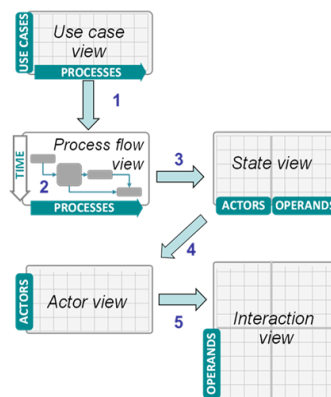 USE CASES
Use case
view
PROCESSES
1
TIME
Process flow
view
2
PROCESSES
3
State view
ACTORS
OPERANDS
4
ACTORS
Actor view
5
Interaction
view
OPERANDS